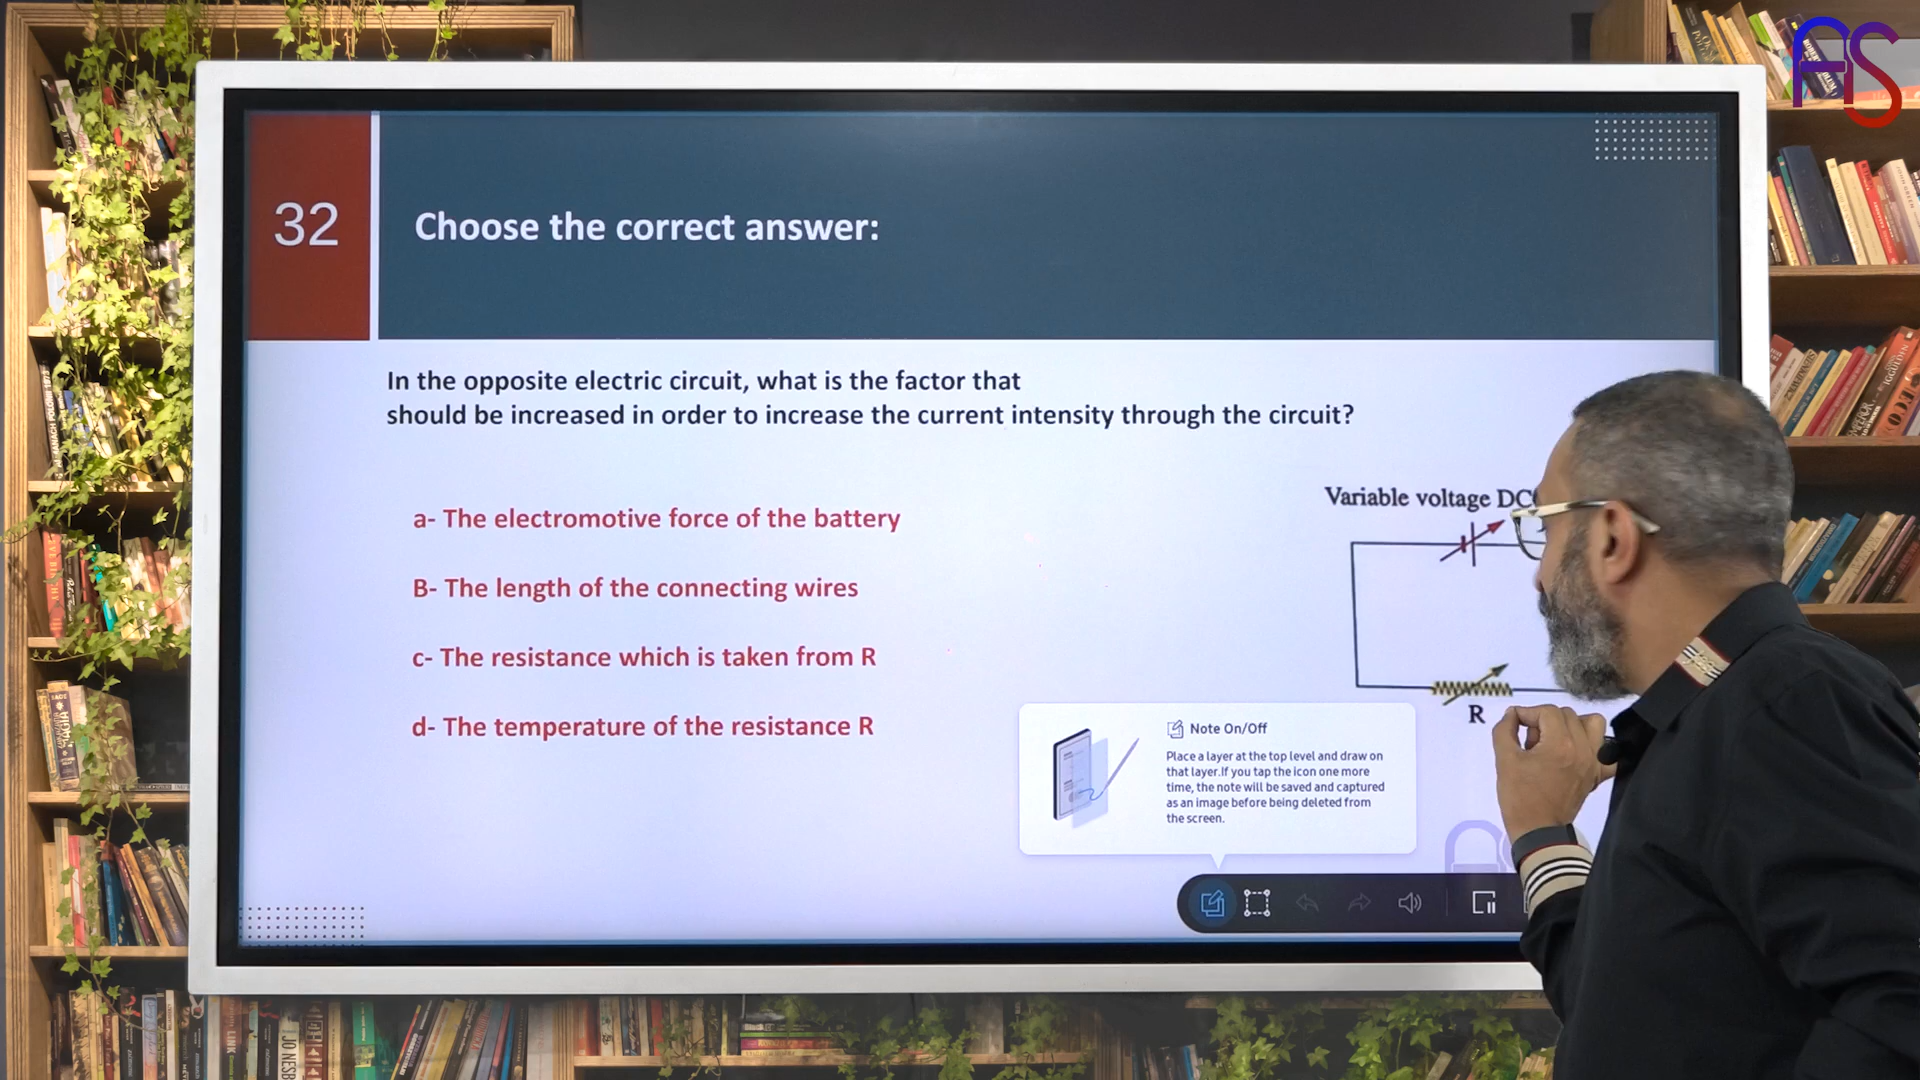 32
Choose the correct answer:
In the opposite electric circuit, what is the factor that
should be increased in order to increase the current intensity through the circuit?
a- The electromotive force of the battery
B- The length of the connecting wires
c- The resistance which is taken from R
d- The temperature of the resistance R
Variable voltage DC
R
Note On/Off
Place a layer at the top level and draw on
that layer.If you tap the icon one more
time, the note will be saved and captured
as an image before being deleted from
the screen.